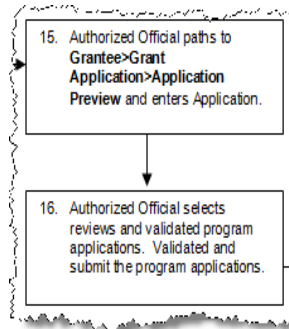 15. Authorized Official paths to
Grantee>Grant
Application>Application
Preview and enters Application.
16. Authorized Official selects
reviews and validated program
applications. Validated and
submit the program applications.